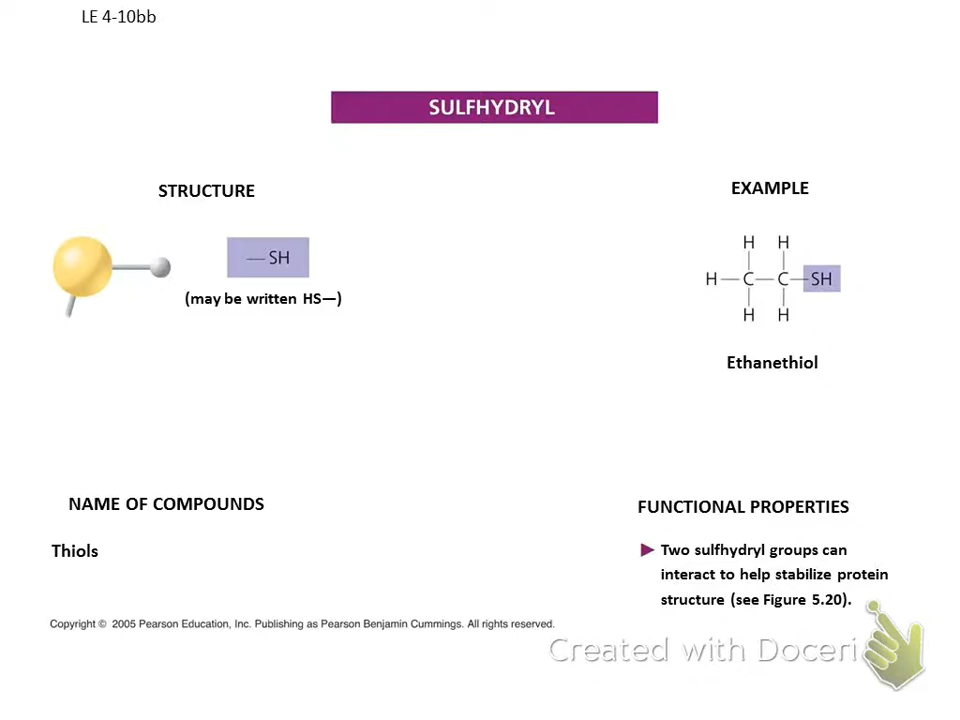 LE 4-10bb
SULFHYDRYL
STRUCTURE
— SH
(may be written HS—)
EXAMPLE
H H
H — C — C — SH
H H
Ethanethiol
NAME OF COMPOUNDS
Thiols
FUNCTIONAL PROPERTIES
Two sulfhydryl groups can
interact to help stabilize protein
structure (see Figure 5.20).
Copyright © 2005 Pearson Education, Inc. Publishing as Pearson Benjamin Cummings. All rights reserved.
Created with Doceri